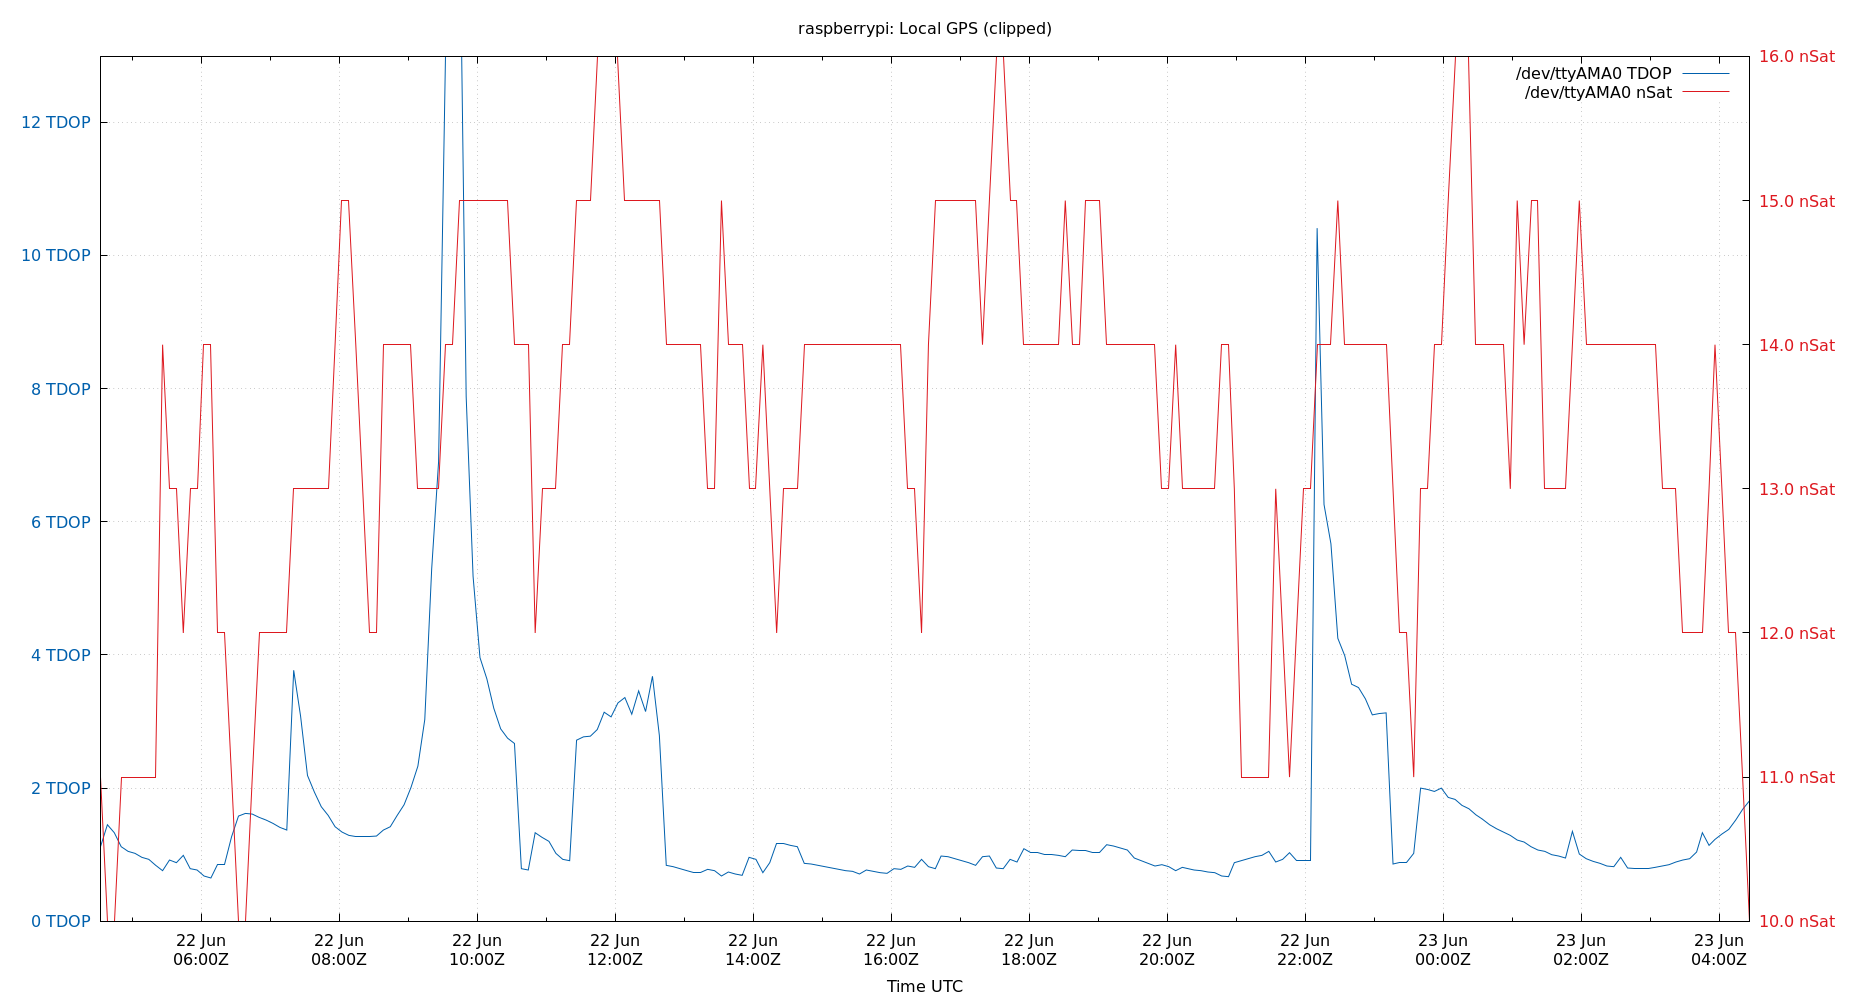 raspberrypi: Local GPS (clipped)
16.0 nSat
/dev/ttyAMA0 TDOP
/dev/ttyAMA0 nSat
12 TDOP
15.0 nSat
10 TDOP
14.0 nSat
8 TDOP
13.0 nSat
6 TDOP
12.0 nSat
4 TDOP
11.0 nSat
2 TDOP
0 TDOP
10.0 nSat
22 Jun 22 Jun 22 Jun 22 Jun 22 Jun 22 Jun 22 Jun 22 Jun 22 Jun 23 Jun 23 Jun 23 Jun
06:00Z 08:00Z 10:00Z 12:00Z 14:00Z 16:00Z 18:00Z 20:00Z 22:00Z 00:00Z 02:00Z 04:00Z
Time UTC